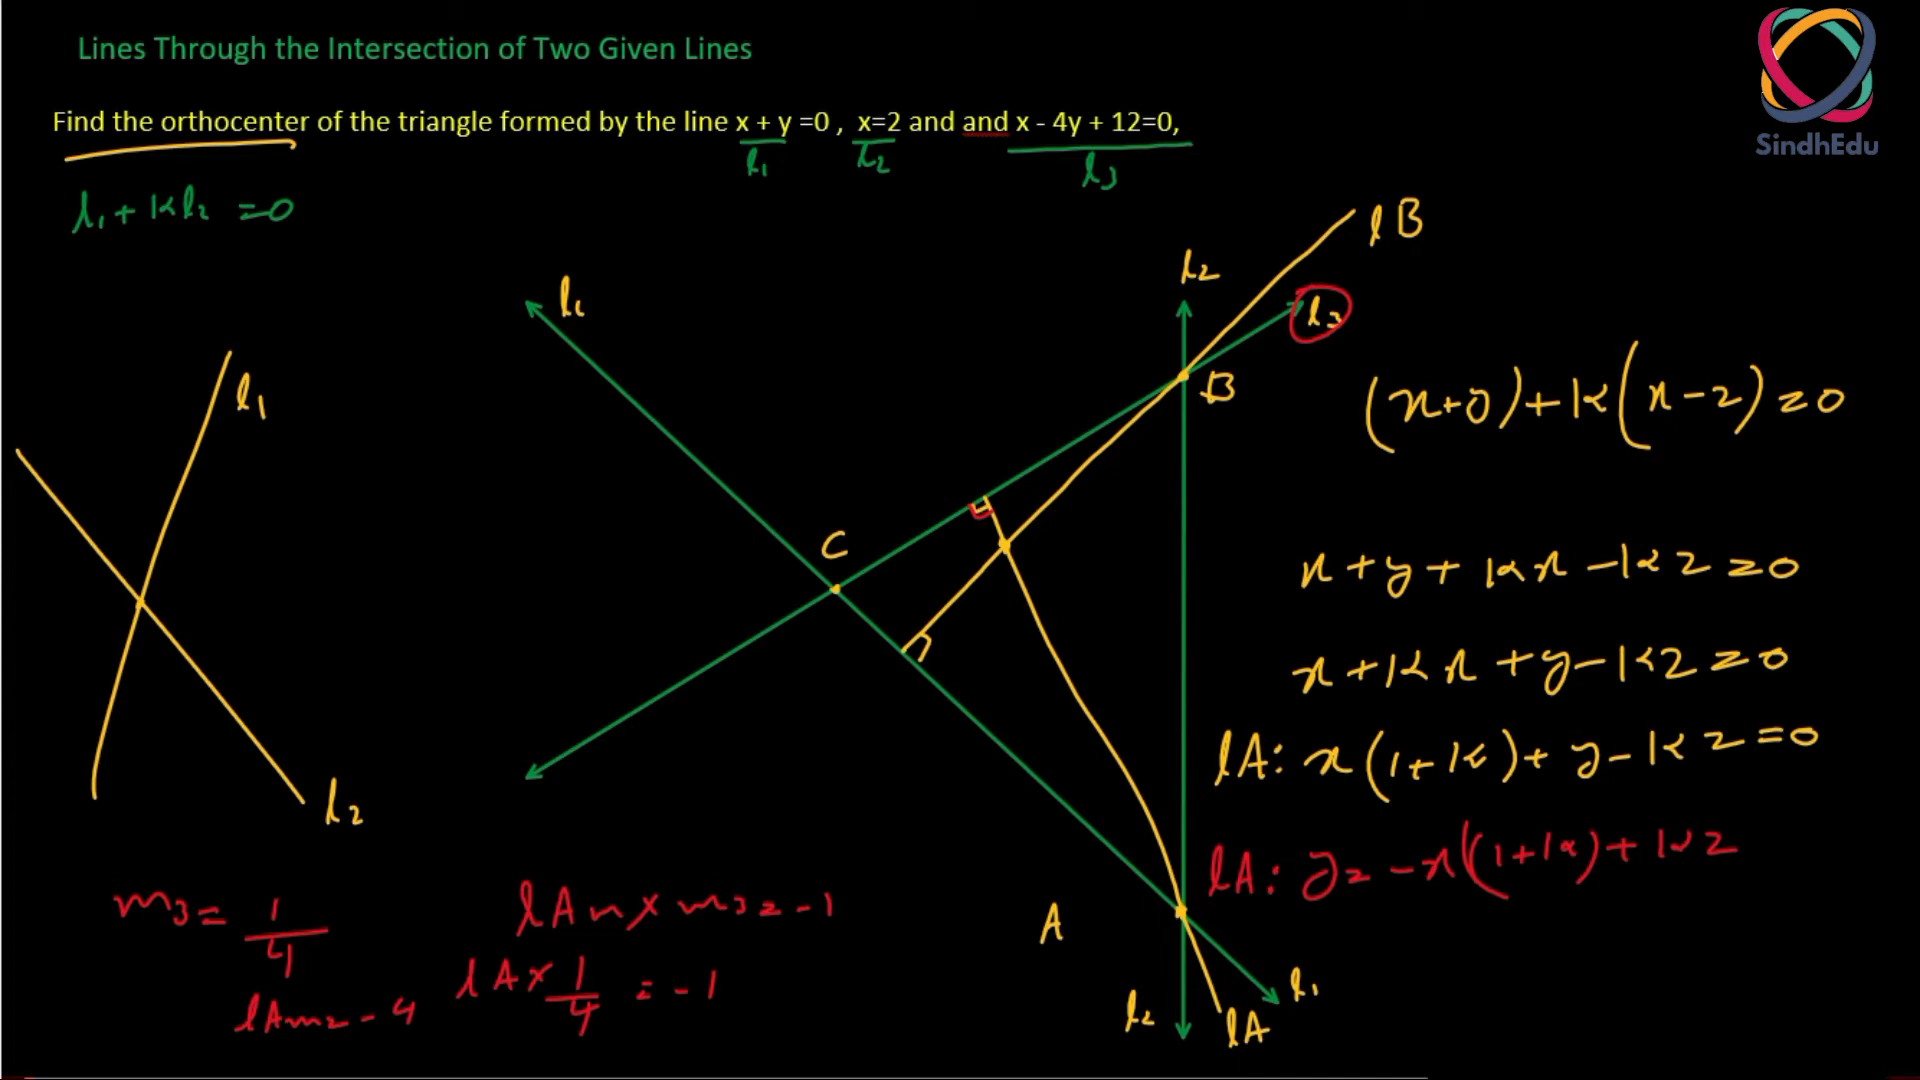 Lines Through the Intersection of Two Given Lines
SindhEdu
Find the orthocenter of the triangle formed by the line x + y =0 , x=2 and and x - 4y + 12=0,
l1
l2
l3
l1 + k l2 = 0
l B
l2
l1
l3
l1
B
(x+y)+k(x-2)=0
C
x + y + kx - k2 = 0
x + kx + y - k2 = 0
lA: x(1+k)+ y - k2 = 0
l2
lA: y = -x(1+k) + k2
m3 = 1/4
lAm x m3 = -1
A
lA x 1/4 = -1
lAm = -4
l1
l2
lA